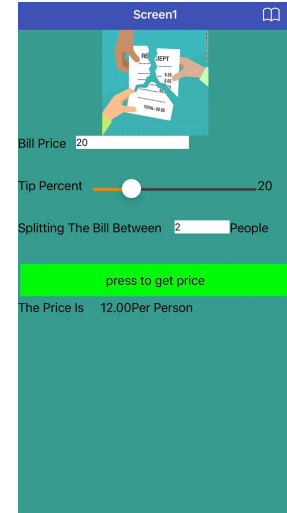 Screen1
RECEIPT
Bill Price 20
Tip Percent 20
Splitting The Bill Between 2 People
press to get price
The Price Is 12.00Per Person